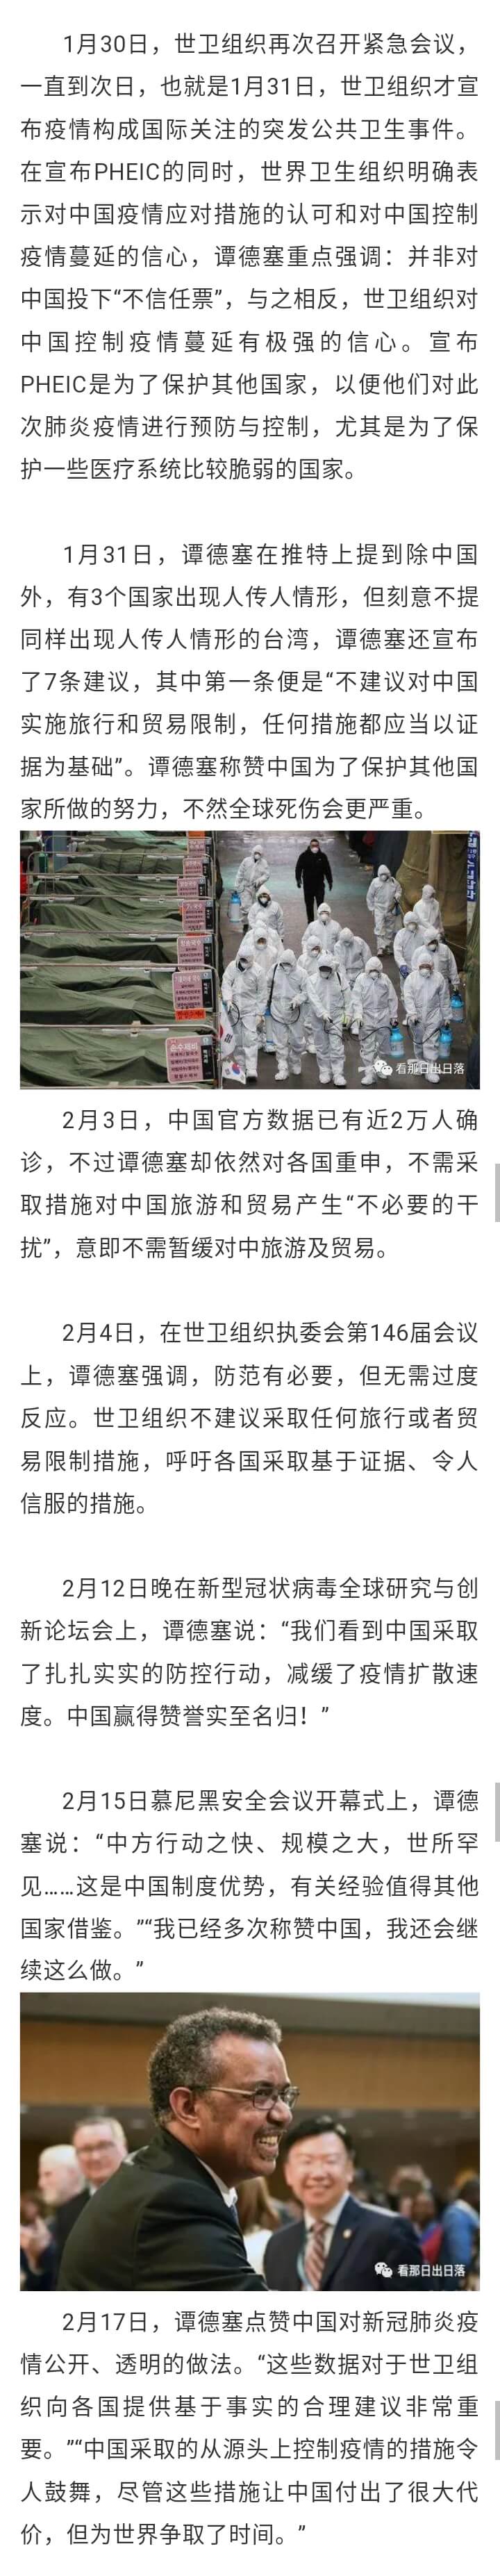 1月30日，世卫组织再次召开紧急会议，
一直到次日，也就是1月31日，世卫组织才宣
布疫情构成国际关注的突发公共卫生事件。
在宣布PHEIC的同时，世界卫生组织明确表
示对中国疫情应对措施的认可和对中国控制
疫情蔓延的信心，谭德塞重点强调：并非对
中国投下“不信任票”，与之相反，世卫组织对
中国控制疫情蔓延有极强的信心。宣布
PHEIC是为了保护其他国家，以便他们对此
次肺炎疫情进行预防与控制，尤其是为了保
护一些医疗系统比较脆弱的国家。
1月31日，谭德塞在推特上提到除中国
外，有3个国家出现人传人情形，但刻意不提
同样出现人传人情形的台湾，谭德塞还宣布
了7条建议，其中第一条便是“不建议对中国
实施旅行和贸易限制，任何措施都应当以证
据为基础”。谭德塞称赞中国为了保护其他国
家所做的努力，不然全球死伤会更严重。
看那日出日落
2月3日，中国官方数据已有近2万人确
诊，不过谭德塞却依然对各国重申，不需采
取措施对中国旅游和贸易产生“不必要的干
扰”，意即不需暂缓对中旅游及贸易。
2月4日，在世卫组织执委会第146届会议
上，谭德塞强调，防范有必要，但无需过度
反应。世卫组织不建议采取任何旅行或者贸
易限制措施，呼吁各国采取基于证据、令人
信服的措施。
2月12日晚在新型冠状病毒全球研究与创
新论坛会上，谭德塞说：“我们看到中国采取
了扎扎实实的防控行动，减缓了疫情扩散速
度。中国赢得赞誉实至名归！”
2月15日慕尼黑安全会议开幕式上，谭德
塞说：“中方行动之快、规模之大，世所罕
见……这是中国制度优势，有关经验值得其他
国家借鉴。”“我已经多次称赞中国，我还会继
续这么做。”
看那日出日落
2月17日，谭德塞点赞中国对新冠肺炎疫
情公开、透明的做法。“这些数据对于世卫组
织向各国提供基于事实的合理建议非常重
要。”“中国采取的从源头上控制疫情的措施令
人鼓舞，尽管这些措施让中国付出了很大代
价，但为世界争取了时间。”